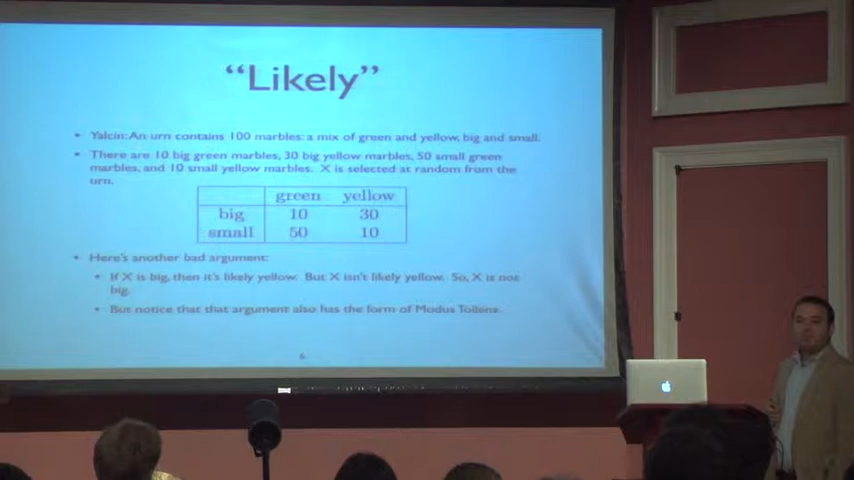 “Likely”
• Yalcin: An urn contains 100 marbles: a mix of green and yellow, big and small.
• There are 10 big green marbles, 30 big yellow marbles, 50 small green
marbles, and 10 small yellow marbles. X is selected at random from the
urn.
green yellow
big 10 30
small 50 10
• Here's another bad argument:
• If X is big, then it's likely yellow. But X isn't likely yellow. So, X is not
big.
• But notice that that argument also has the form of Modus Tollens.